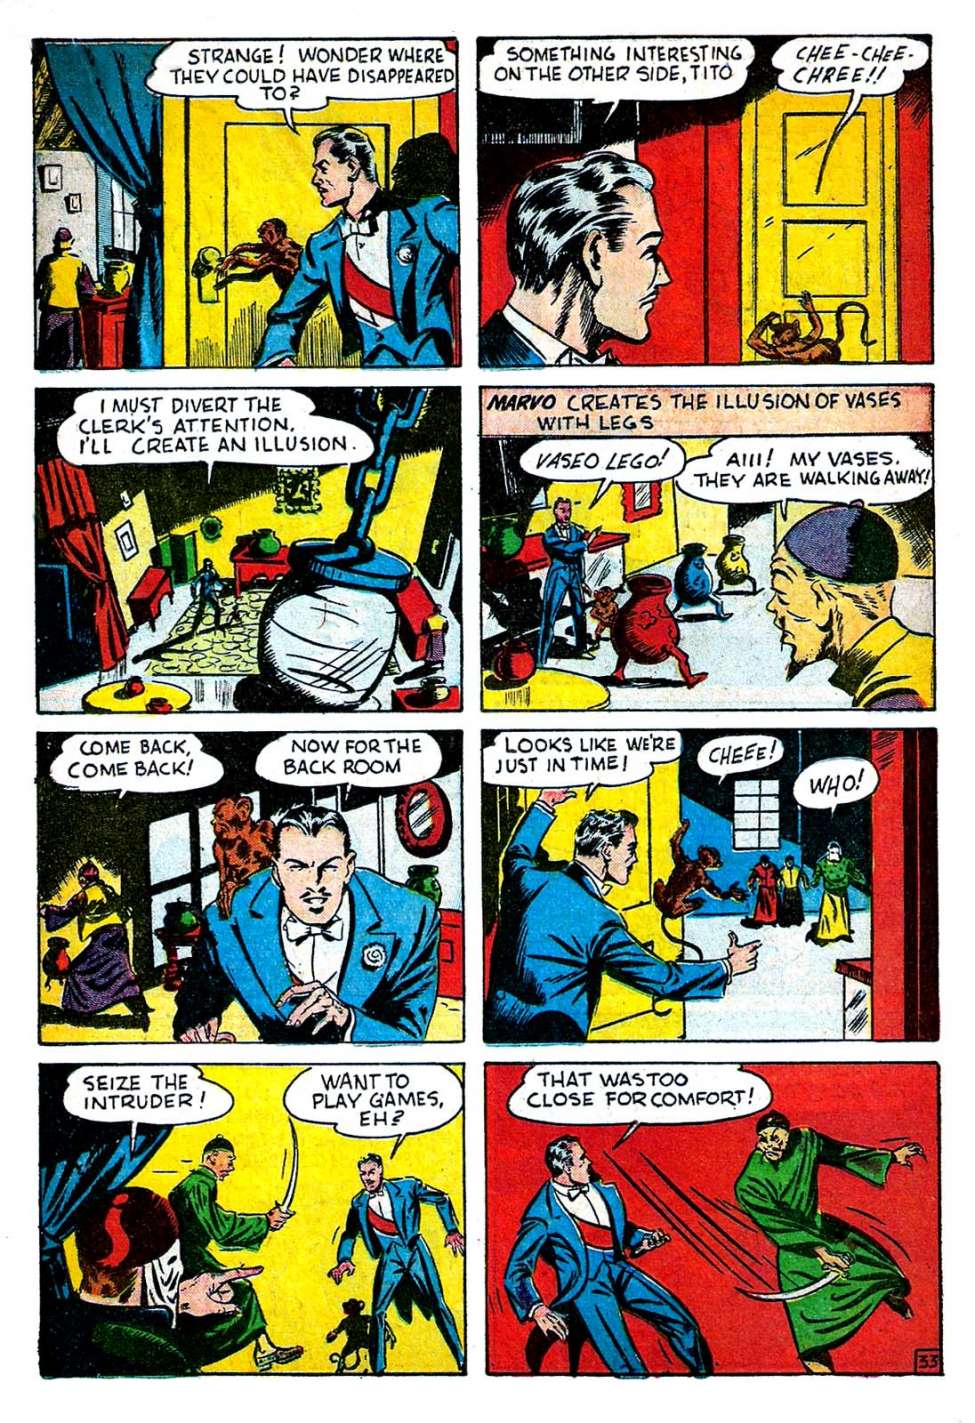 STRANGE! WONDER WHERE
THEY COULD HAVE DISAPPEARED
TO?
SOMETHING INTERESTING
ON THE OTHER SIDE, TITO
CHEE-CHEE-
CHREE!!
I MUST DIVERT THE
CLERK'S ATTENTION.
I'LL CREATE AN ILLUSION.
MARVO CREATES THE ILLUSION OF VASES
WITH LEGS
VASEO LEGO!
AIII! MY VASES.
THEY ARE WALKING AWAY!
COME BACK,
COME BACK!
NOW FOR THE
BACK ROOM
LOOKS LIKE WE'RE
JUST IN TIME!
CHEEE!
WHO!
SEIZE THE
INTRUDER!
WANT TO
PLAY GAMES,
EH?
THAT WAS TOO
CLOSE FOR COMFORT!
33